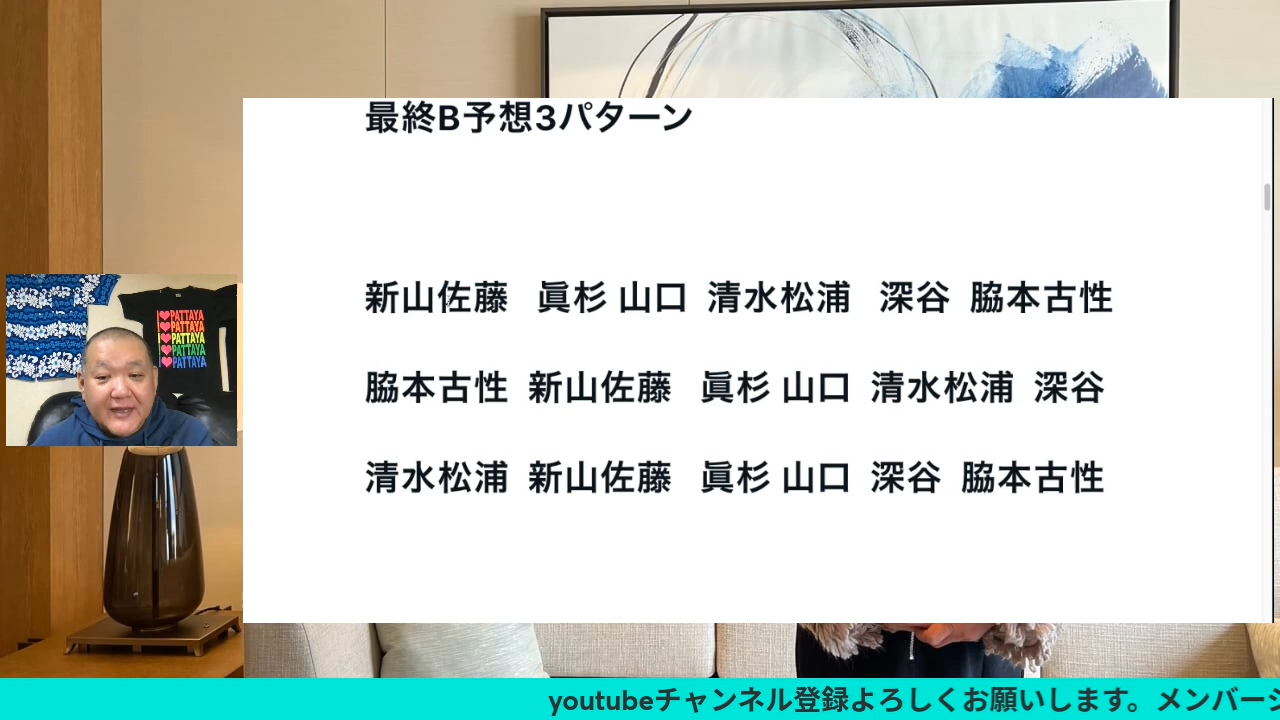 最終B予想3パターン
新山佐藤 眞杉 山口 清水松浦 深谷 脇本古性
脇本古性 新山佐藤 眞杉 山口 清水松浦 深谷
清水松浦 新山佐藤 眞杉 山口 深谷 脇本古性
PATTAYA
PATTAYA
PATTAYA
PATTAYA
PATTAYA
youtubeチャンネル登録よろしくお願いします。メンバーシ